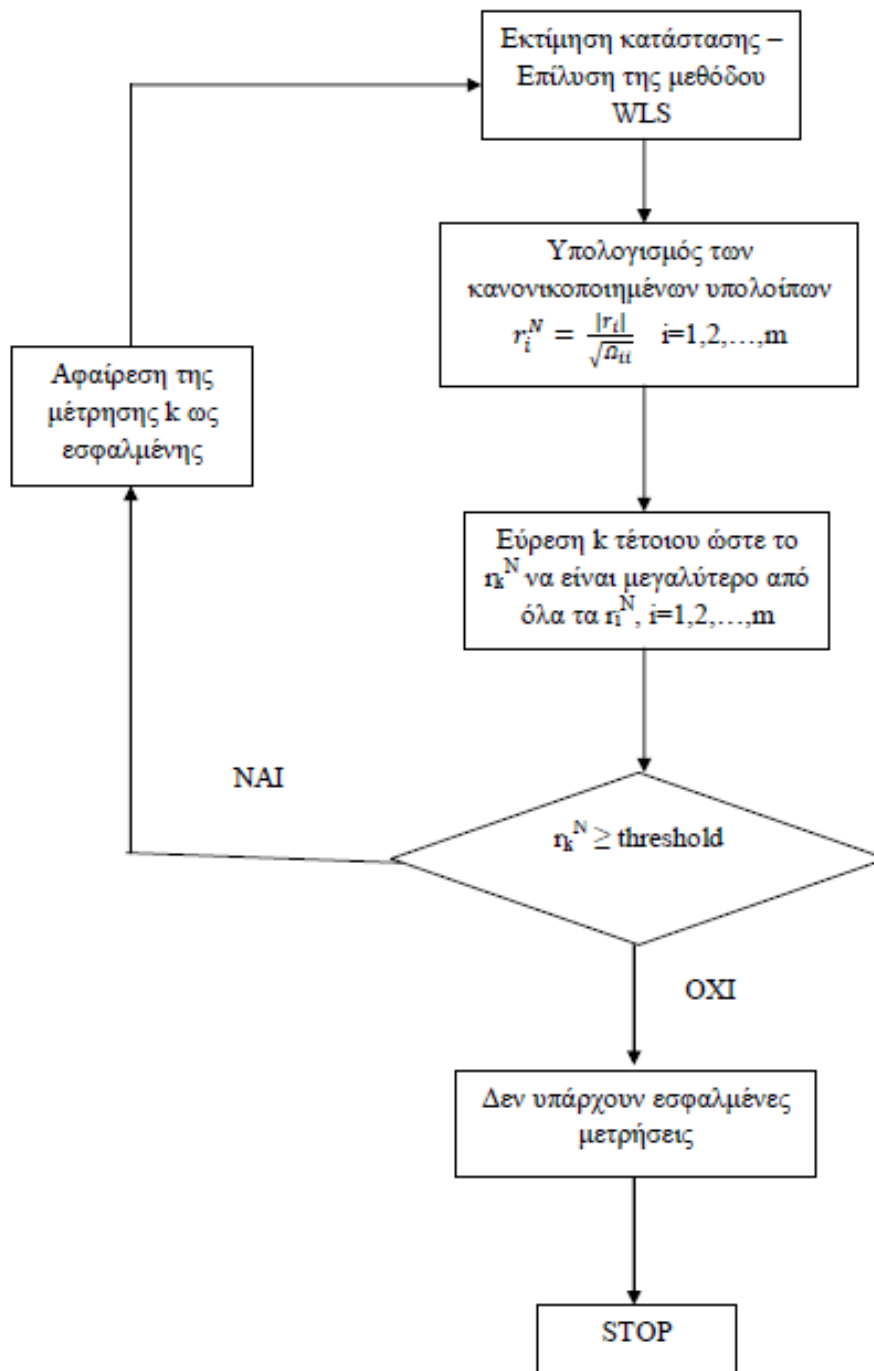 Εκτίμηση κατάστασης –
Επίλυση της μεθόδου
WLS
Υπολογισμός των
κανονικοποιημένων υπολοίπων
r_i^N = |r_i| / √Ω_ii i=1,2,…,m
Αφαίρεση της
μέτρησης k ως
εσφαλμένης
Εύρεση k τέτοιου ώστε το
r_k^N να είναι μεγαλύτερο από
όλα τα r_i^N, i=1,2,…,m
ΝΑΙ
r_k^N ≥ threshold
ΟΧΙ
Δεν υπάρχουν εσφαλμένες
μετρήσεις
STOP